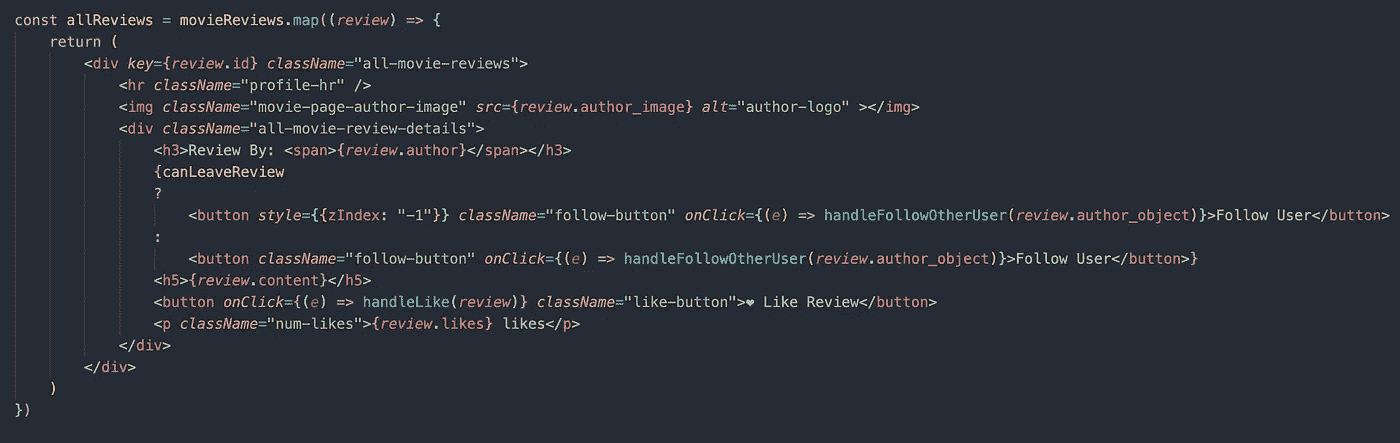 const allReviews = movieReviews.map((review) => {
    return (
        <div key={review.id} className="all-movie-reviews">
            <hr className="profile-hr" />
            <img className="movie-page-author-image" src={review.author_image} alt="author-logo" ></img>
            <div className="all-movie-review-details">
                <h3>Review By: <span>{review.author}</span></h3>
                {canLeaveReview
                ?
                    <button style={{zIndex: "-1"}} className="follow-button" onClick={(e) => handleFollowOtherUser(review.author_object)}>Follow User</button>
                :
                    <button className="follow-button" onClick={(e) => handleFollowOtherUser(review.author_object)}>Follow User</button>}
                <h5>{review.content}</h5>
                <button onClick={(e) => handleLike(review)} className="like-button">❤ Like Review</button>
                <p className="num-likes">{review.likes} likes</p>
            </div>
        </div>
    )
})